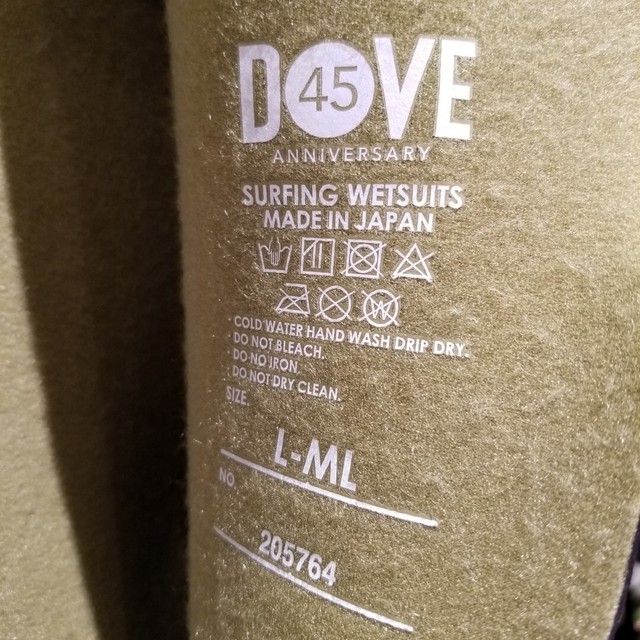 DOVE
45
ANNIVERSARY
SURFING WETSUITS
MADE IN JAPAN
W
COLD WATER HAND WASH DRIP DRY.
DO NOT BLEACH.
DO NO IRON
DO NOT DRY CLEAN.
SIZE
L-ML
NO.
205764